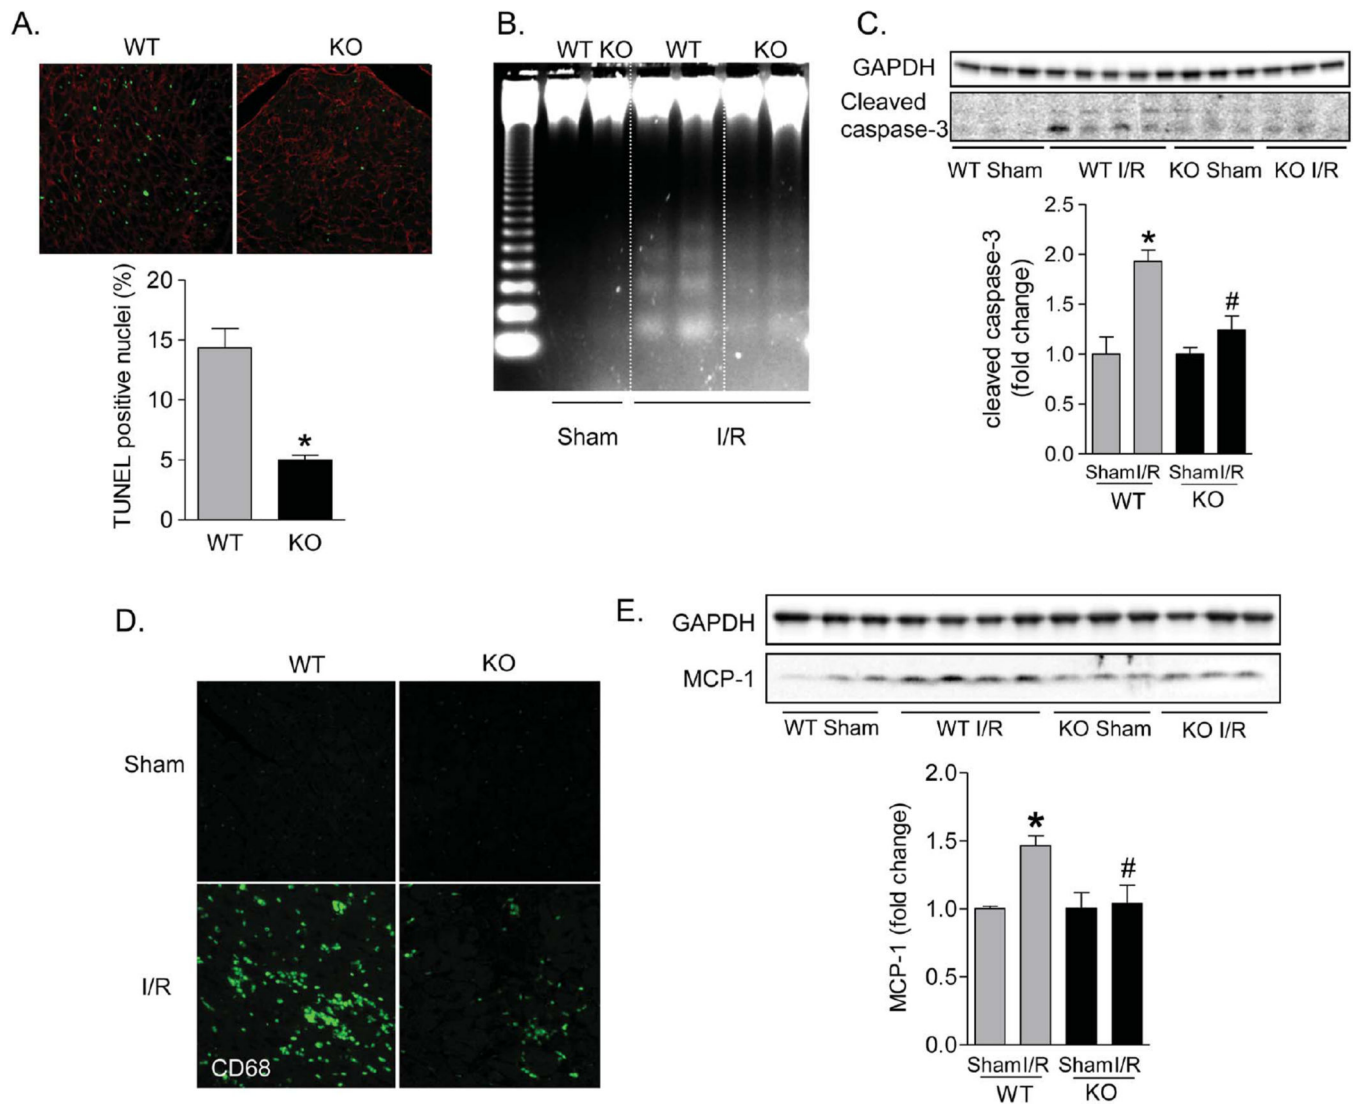 A.
WT KO
TUNEL positive nuclei (%)
20
15
10
5
0
*
WT KO
B.
WT KO WT KO
Sham I/R
C.
GAPDH
Cleaved
caspase-3
WT Sham WT I/R KO Sham KO I/R
cleaved caspase-3
(fold change)
2.5
2.0
1.5
1.0
0.5
0.0
*
#
Sham I/R Sham I/R
WT KO
D.
WT KO
Sham
I/R
CD68
E.
GAPDH
MCP-1
WT Sham WT I/R KO Sham KO I/R
MCP-1 (fold change)
2.0
1.5
1.0
0.5
0.0
*
#
Sham I/R Sham I/R
WT KO